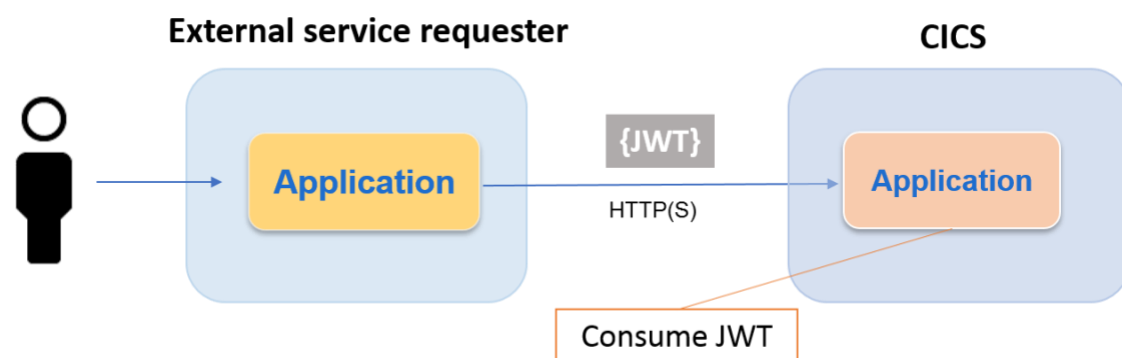 External service requester
CICS
{JWT}
Application
Application
HTTP(S)
Consume JWT